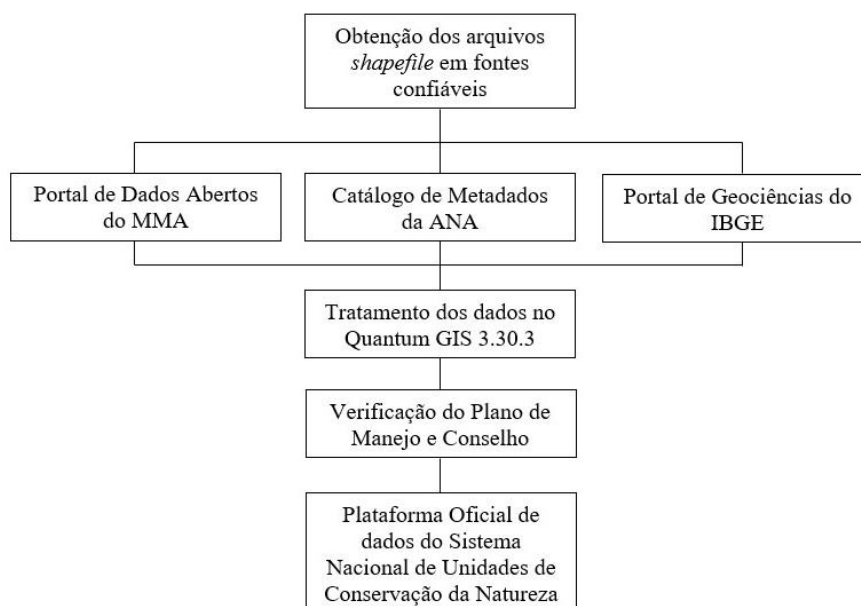 Obtenção dos arquivos
shapefile em fontes
confiáveis
Portal de Dados Abertos
do MMA
Catálogo de Metadados
da ANA
Portal de Geociências do
IBGE
Tratamento dos dados no
Quantum GIS 3.30.3
Verificação do Plano de
Manejo e Conselho
Plataforma Oficial de
dados do Sistema
Nacional de Unidades de
Conservação da Natureza